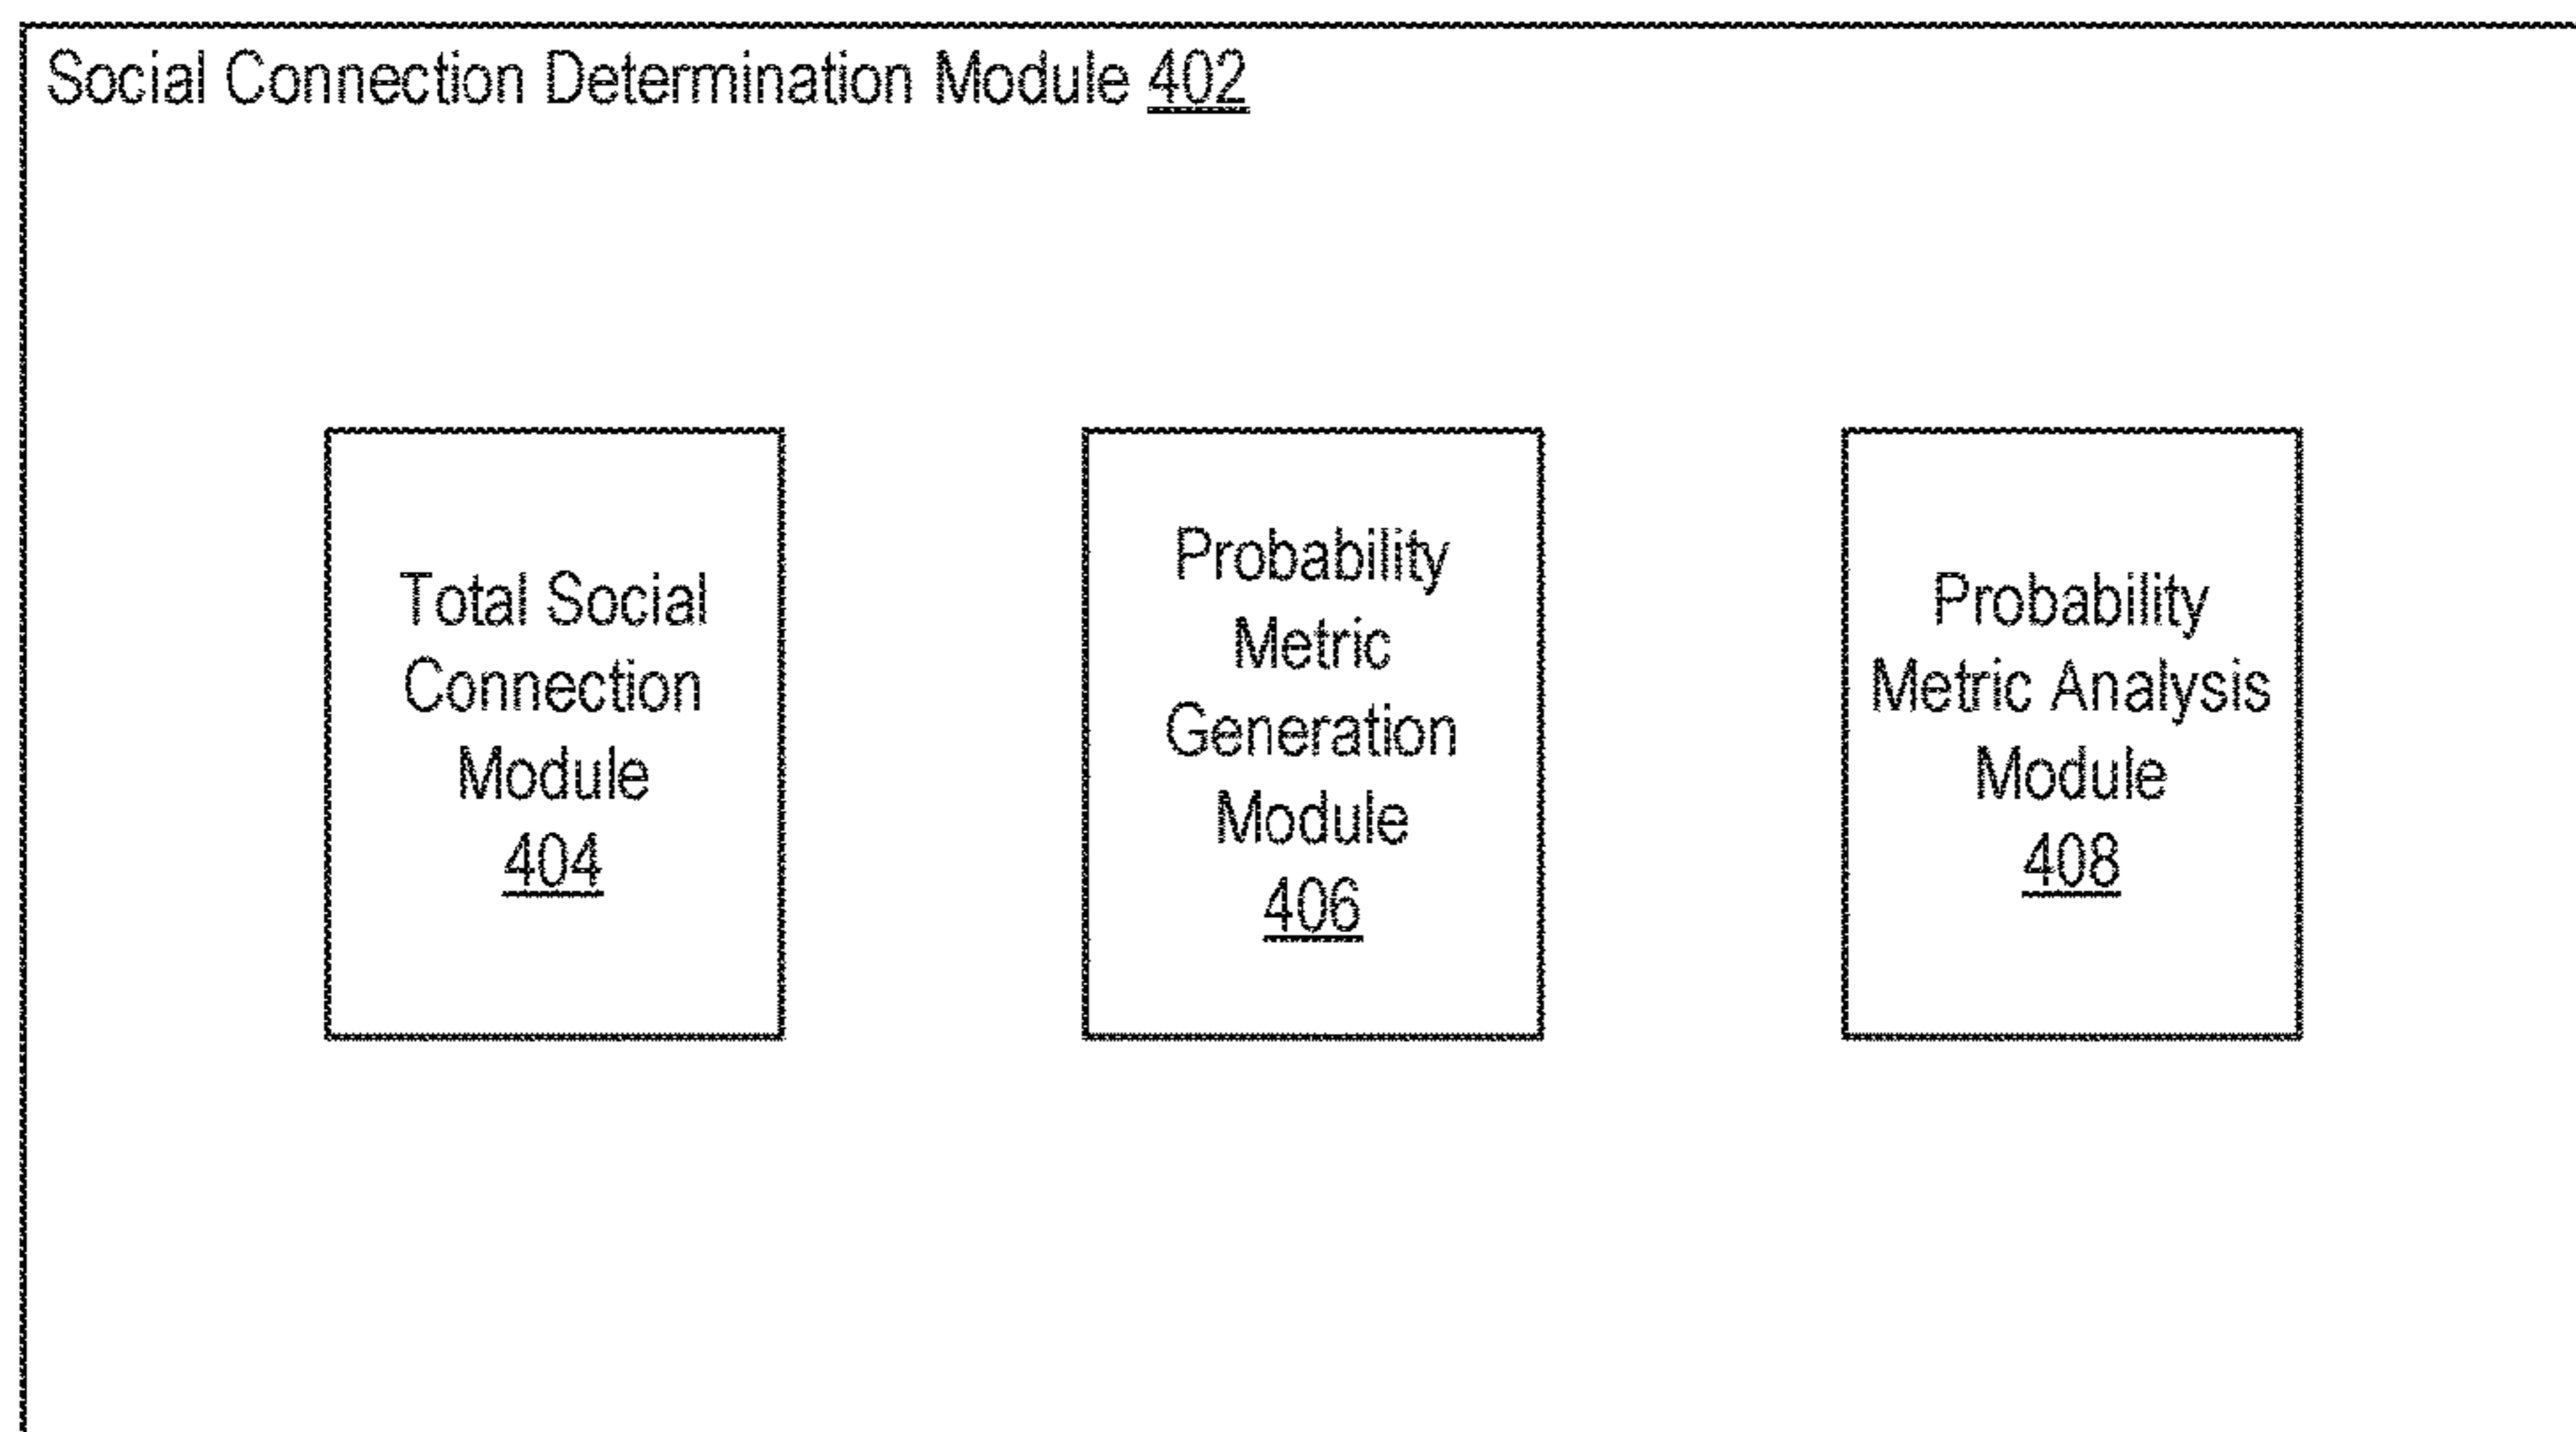 Social Connection Determination Module 402
Total Social
Connection
Module
404
Probability
Metric
Generation
Module
406
Probability
Metric Analysis
Module
408